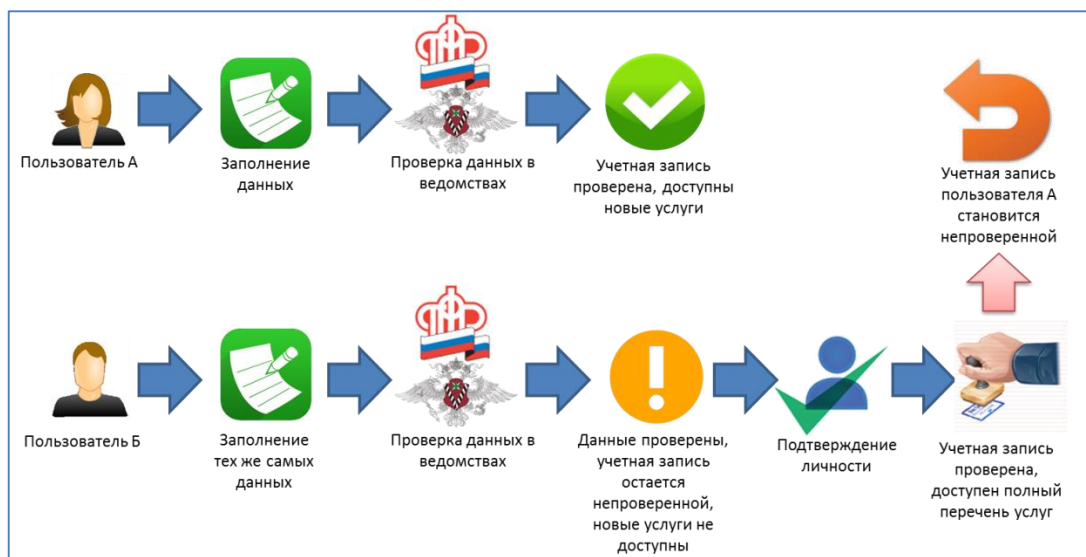 Пользователь А
Заполнение
данных
Проверка данных в
ведомствах
Учетная запись
проверена, доступны
новые услуги
Учетная запись
пользователя А
становится
непроверенной
Пользователь Б
Заполнение
тех же самых
данных
Проверка данных в
ведомствах
Данные проверены,
учетная запись
остается
непроверенной,
новые услуги не
доступны
Подтверждение
личности
Учетная запись
проверена,
доступен полный
перечень услуг